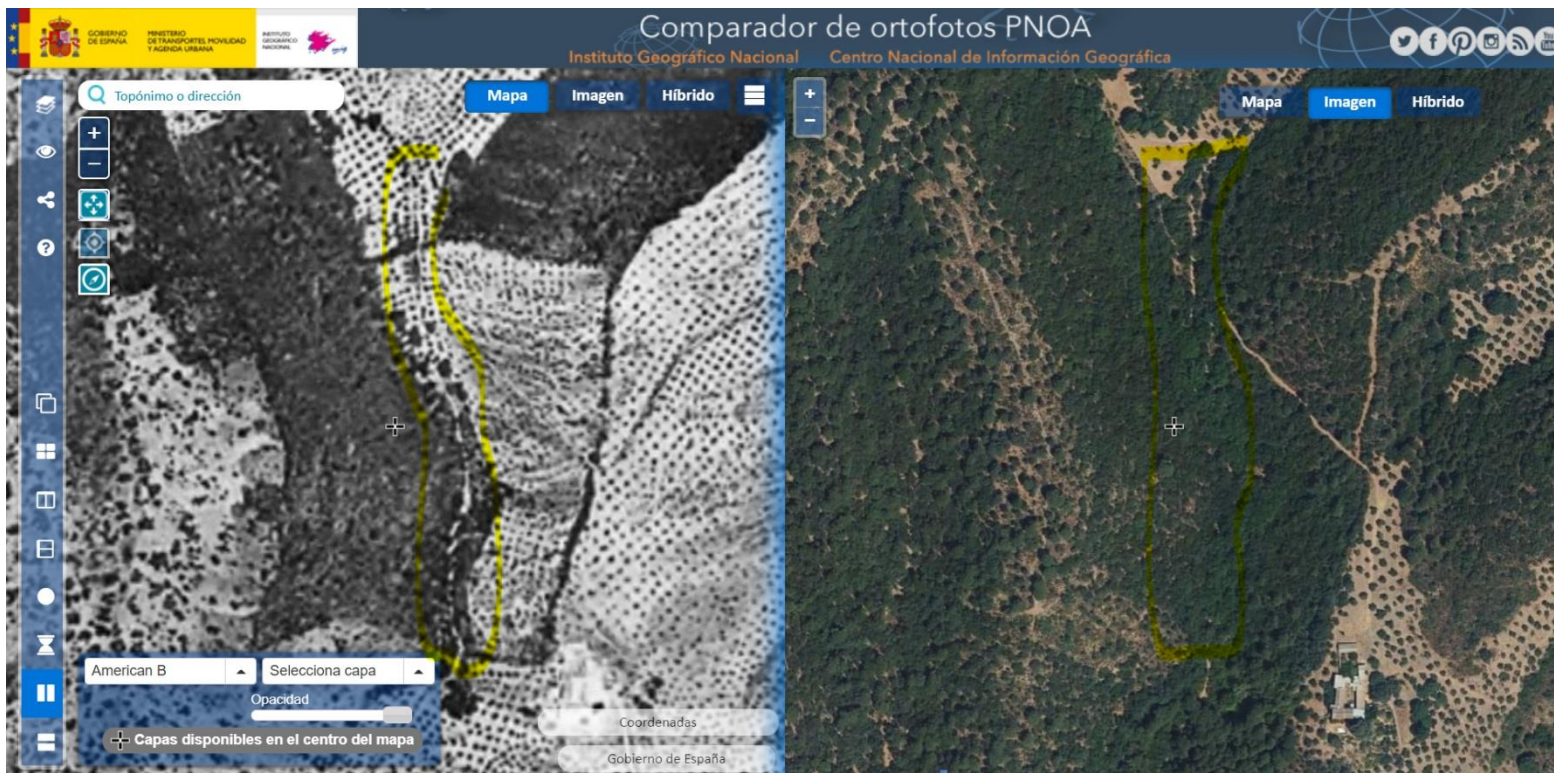 GOBIERNO
DE ESPAÑA
MINISTERIO
DE TRANSPORTES, MOVILIDAD
Y AGENDA URBANA
INSTITUTO
GEOGRÁFICO
NACIONAL
Comparador de ortofotos PNOA
Instituto Geográfico Nacional Centro Nacional de Información Geográfica
Topónimo o dirección
Mapa Imagen Híbrido
+
−
American B
Selecciona capa
Opacidad
Capas disponibles en el centro del mapa
Coordenadas
Gobierno de España
+
−
Mapa Imagen Híbrido